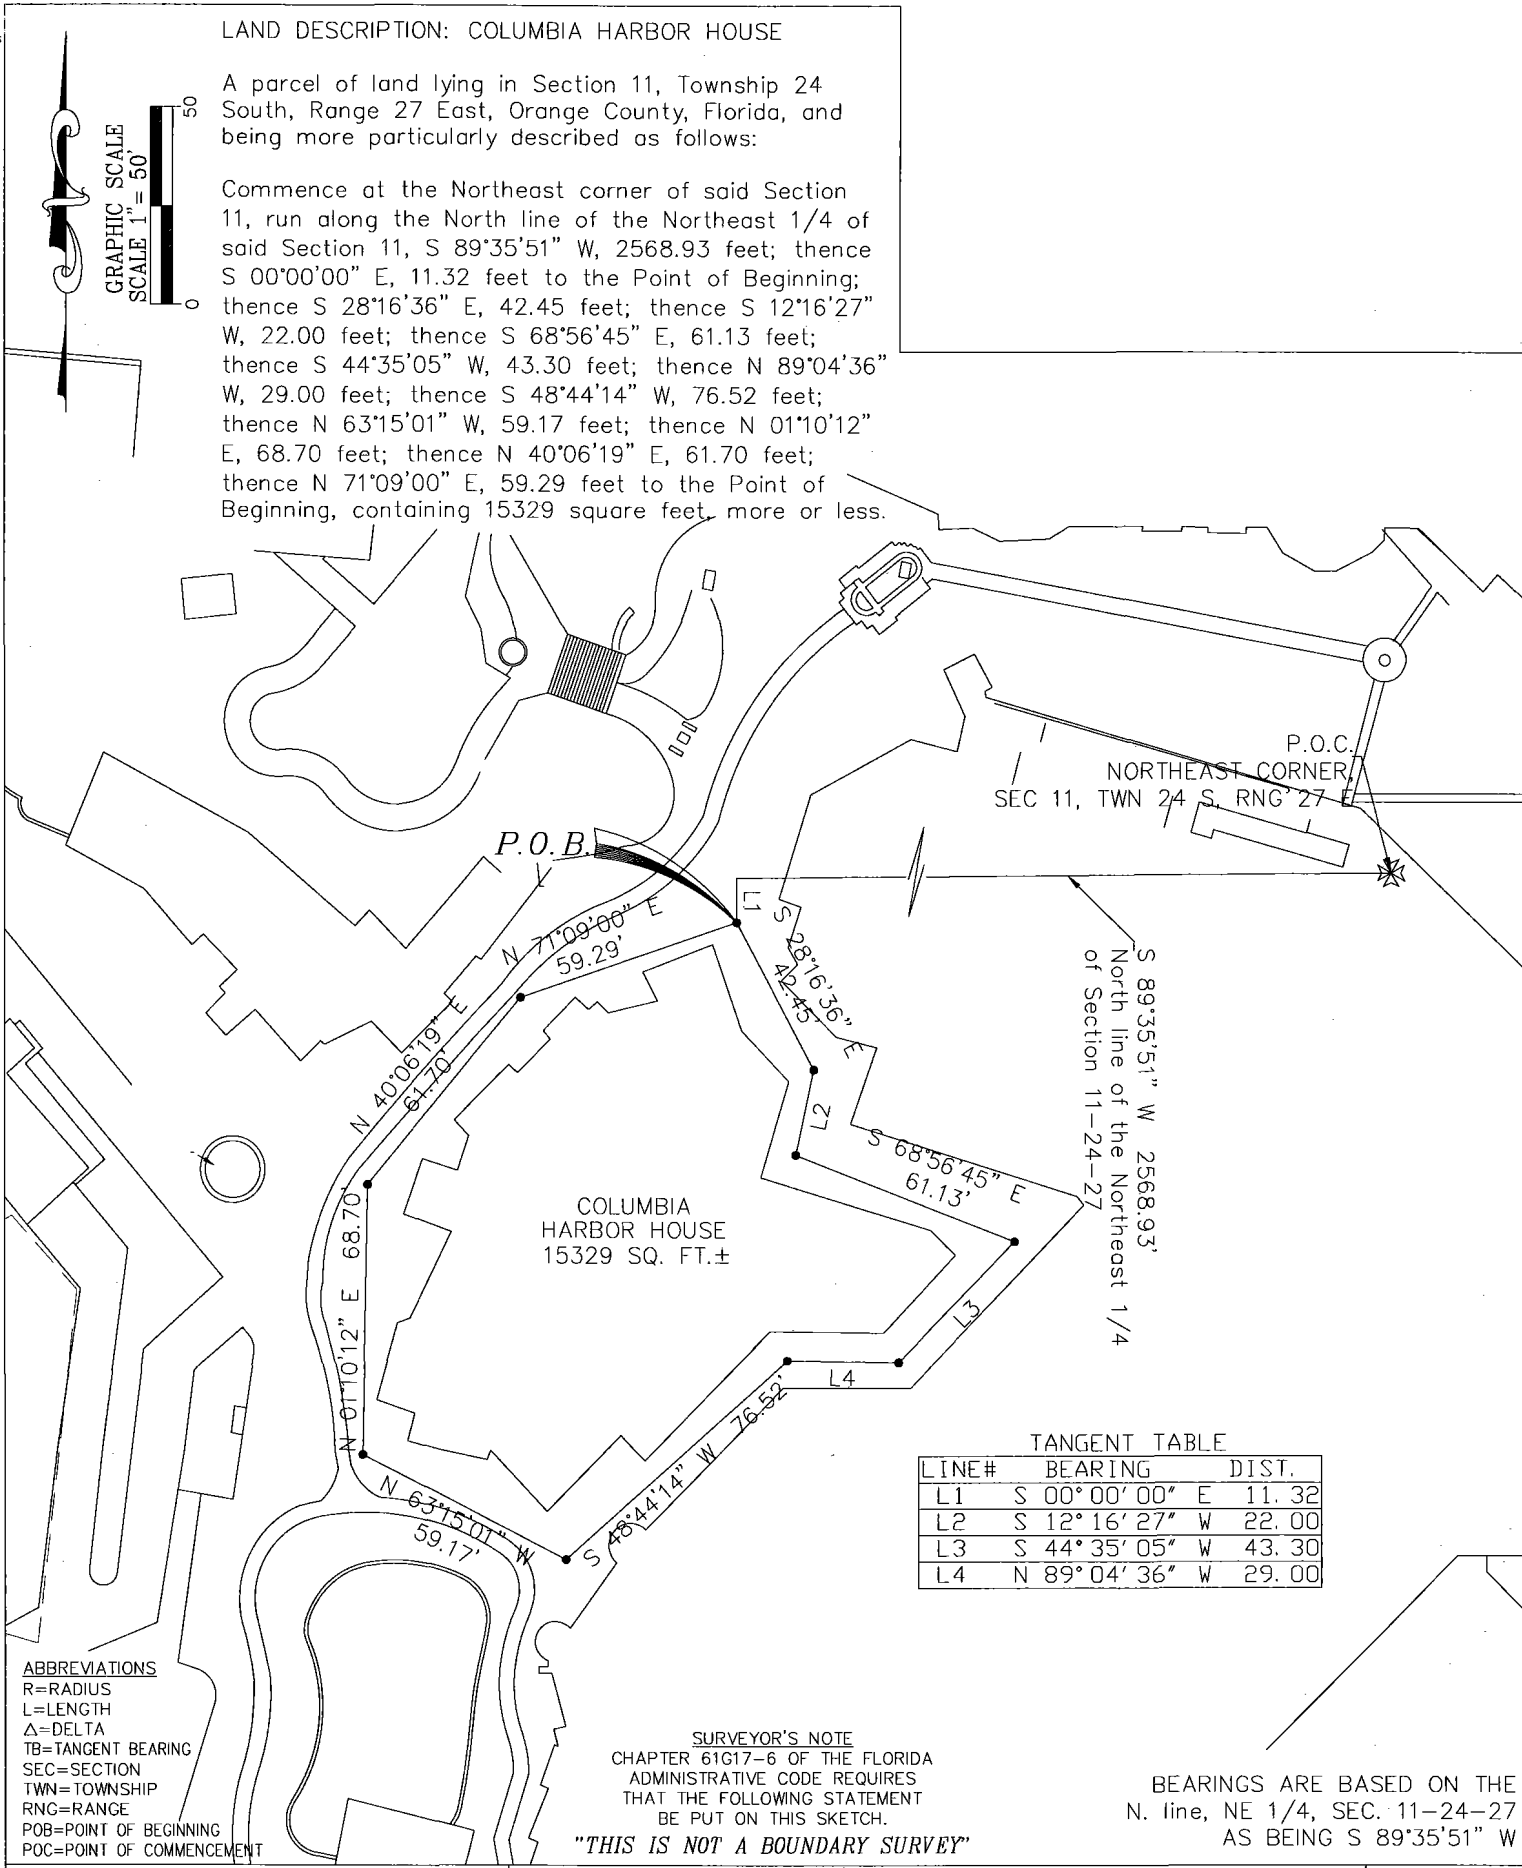 LAND DESCRIPTION: COLUMBIA HARBOR HOUSE
A parcel of land lying in Section 11, Township 24
South, Range 27 East, Orange County, Florida, and
being more particularly described as follows:
Commence at the Northeast corner of said Section
11, run along the North line of the Northeast 1/4 of
said Section 11, S 89°35'51" W, 2568.93 feet; thence
S 00°00'00" E, 11.32 feet to the Point of Beginning;
thence S 28°16'36" E, 42.45 feet; thence S 12°16'27"
W, 22.00 feet; thence S 68°56'45" E, 61.13 feet;
thence S 44°35'05" W, 43.30 feet; thence N 89°04'36"
W, 29.00 feet; thence S 48°44'14" W, 76.52 feet;
thence N 63°15'01" W, 59.17 feet; thence N 01°10'12"
E, 68.70 feet; thence N 40°06'19" E, 61.70 feet;
thence N 71°09'00" E, 59.29 feet to the Point of
Beginning, containing 15329 square feet, more or less.
GRAPHIC SCALE
SCALE 1"= 50'
0
50
P.O.C.
NORTHEAST CORNER,
SEC 11, TWN 24 S, RNG 27 E
P.O.B.
L1
N 71°09'00" E
59.29'
S 28°16'36" E
42.45'
S 89°35'51" W 2568.93'
North line of the Northeast 1/4
of Section 11-24-27
N 40°06'19" E
61.70'
L2
S 68°56'45" E
61.13'
COLUMBIA
HARBOR HOUSE
15329 SQ. FT.±
N 01°10'12" E 68.70'
L3
L4
S 48°44'14" W 76.52'
N 63°15'01" W
59.17'
TANGENT TABLE
LINE# BEARING DIST.
L1 S 00°00'00" E 11.32
L2 S 12°16'27" W 22.00
L3 S 44°35'05" W 43.30
L4 N 89°04'36" W 29.00
ABBREVIATIONS
R=RADIUS
L=LENGTH
Δ=DELTA
TB=TANGENT BEARING
SEC=SECTION
TWN=TOWNSHIP
RNG=RANGE
POB=POINT OF BEGINNING
POC=POINT OF COMMENCEMENT
SURVEYOR'S NOTE
CHAPTER 61G17-6 OF THE FLORIDA
ADMINISTRATIVE CODE REQUIRES
THAT THE FOLLOWING STATEMENT
BE PUT ON THIS SKETCH.
"THIS IS NOT A BOUNDARY SURVEY"
BEARINGS ARE BASED ON THE
N. line, NE 1/4, SEC. 11-24-27
AS BEING S 89°35'51" W